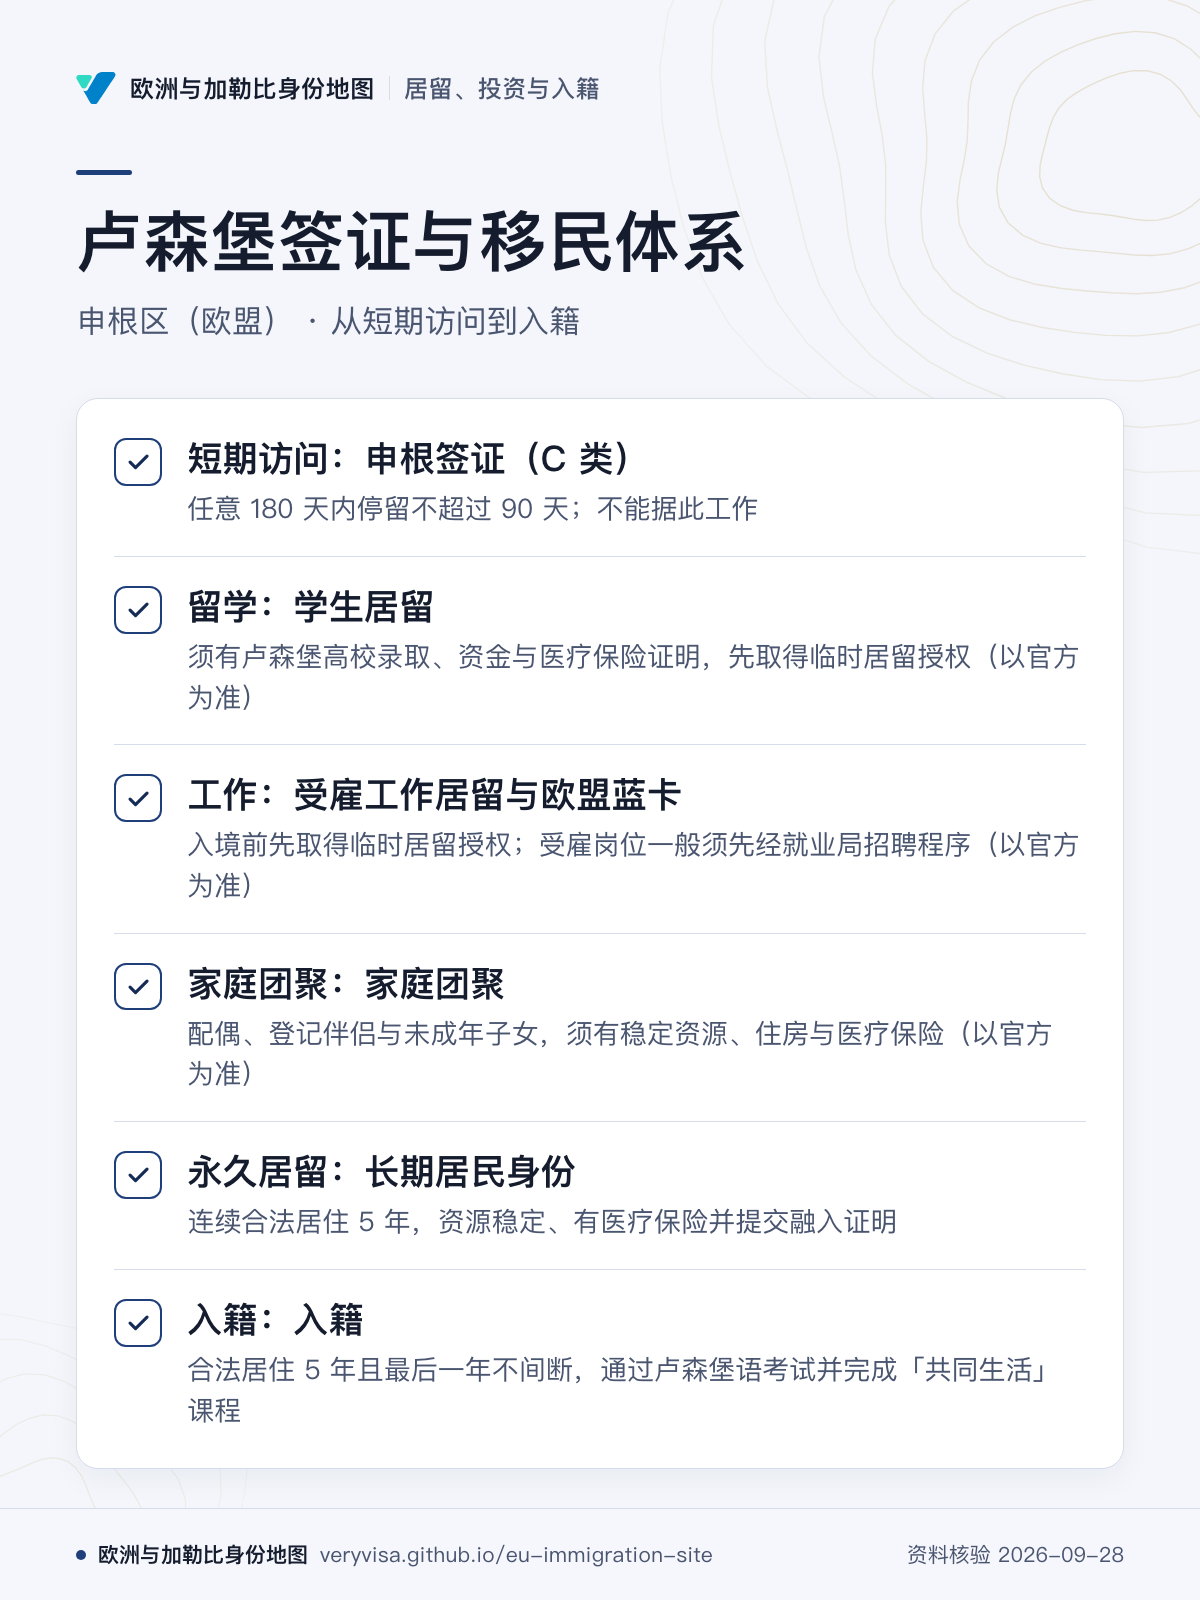 欧洲与加勒比身份地图 居留、投资与入籍
卢森堡签证与移民体系
申根区（欧盟） · 从短期访问到入籍
短期访问：申根签证（C 类）
任意 180 天内停留不超过 90 天；不能据此工作
留学：学生居留
须有卢森堡高校录取、资金与医疗保险证明，先取得临时居留授权（以官方
为准）
工作：受雇工作居留与欧盟蓝卡
入境前先取得临时居留授权；受雇岗位一般须先经就业局招聘程序（以官方
为准）
家庭团聚：家庭团聚
配偶、登记伴侣与未成年子女，须有稳定资源、住房与医疗保险（以官方
为准）
永久居留：长期居民身份
连续合法居住 5 年，资源稳定、有医疗保险并提交融入证明
入籍：入籍
合法居住 5 年且最后一年不间断，通过卢森堡语考试并完成「共同生活」
课程
欧洲与加勒比身份地图 veryvisa.github.io/eu-immigration-site 资料核验 2026-09-28